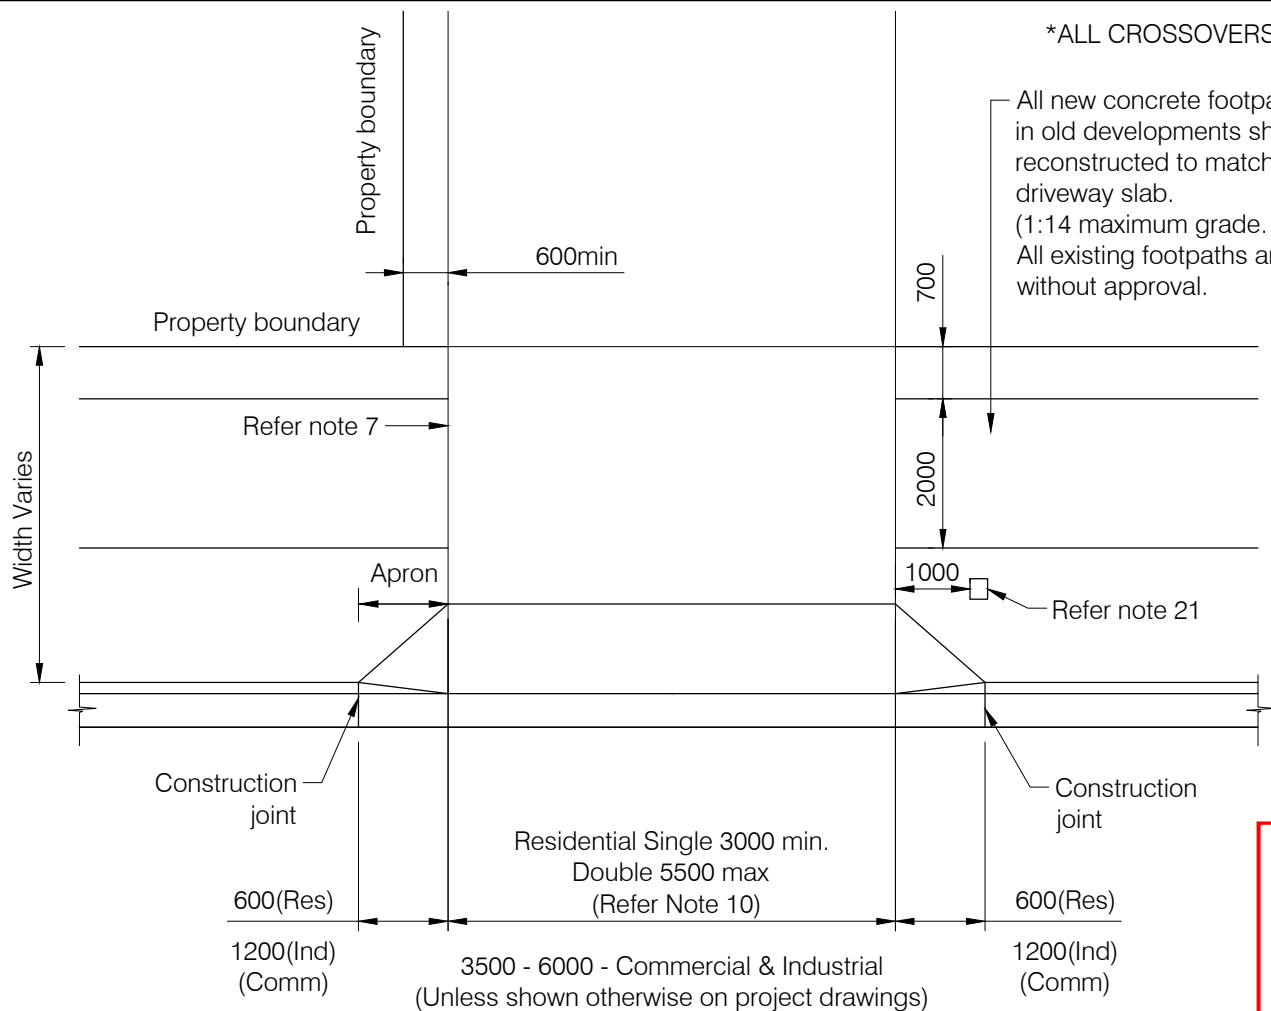 *ALL CROSSOVERS
Property boundary
All new concrete footpa
in old developments sh
reconstructed to match
driveway slab.
(1:14 maximum grade.
All existing footpaths ar
without approval.
600min
700
Property boundary
Refer note 7
2000
Width Varies
Apron
1000
Refer note 21
Construction
joint
Construction
joint
Residential Single 3000 min.
Double 5500 max
(Refer Note 10)
600(Res)
600(Res)
1200(Ind)
(Comm)
1200(Ind)
(Comm)
3500 - 6000 - Commercial & Industrial
(Unless shown otherwise on project drawings)